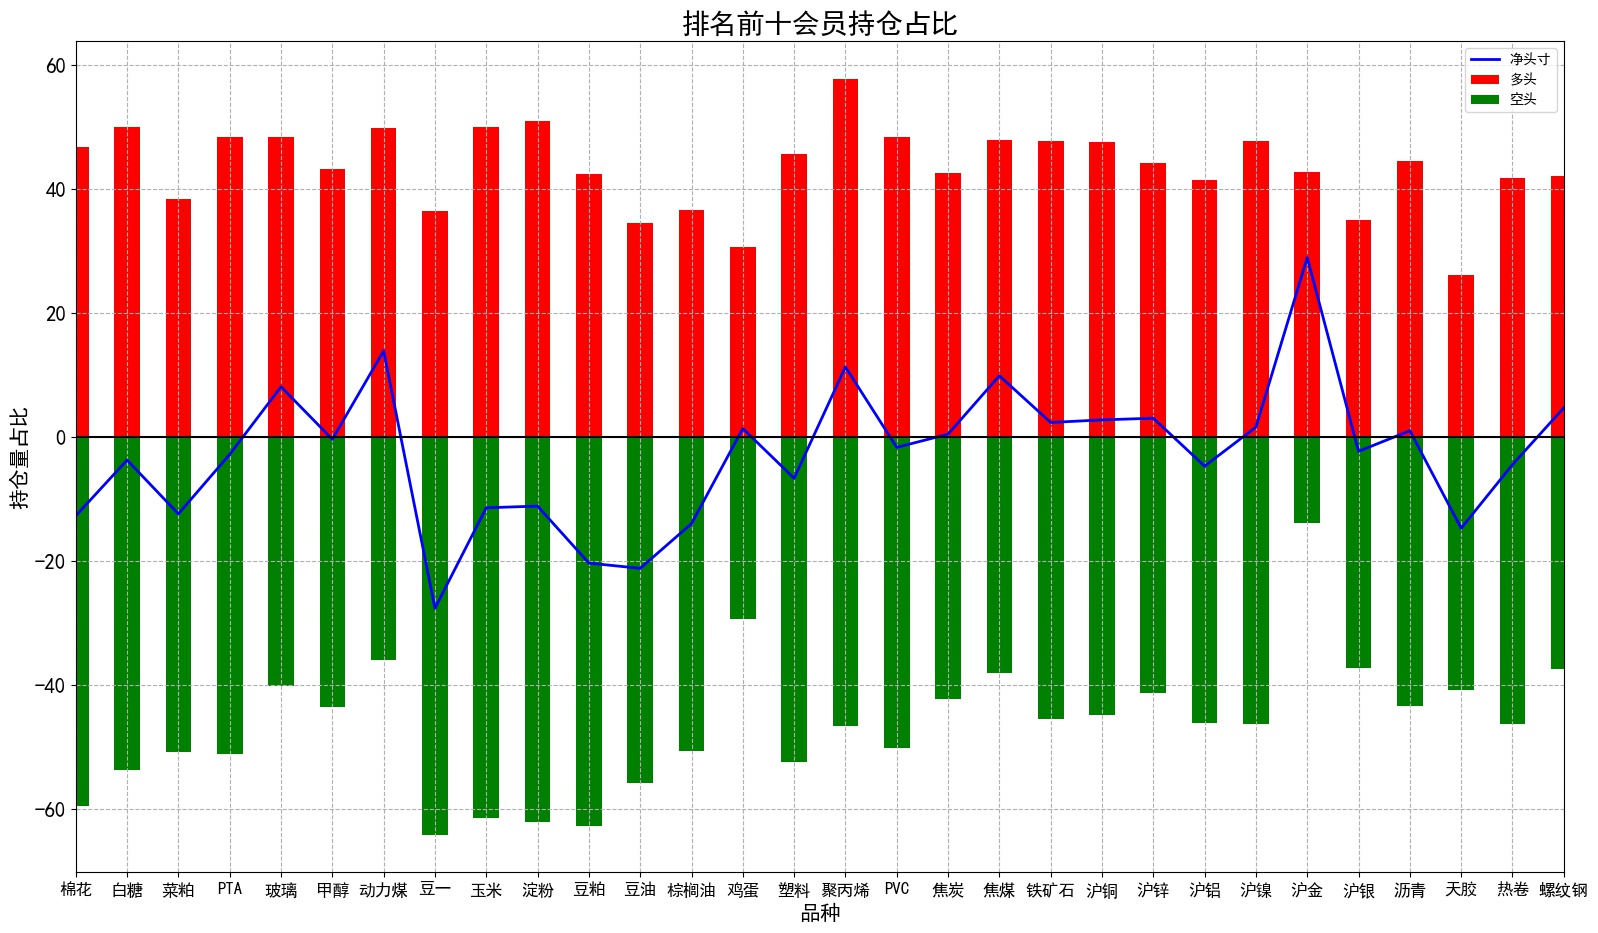 排名前十会员持仓占比
净头寸
多头
空头
60
40
20
0
−20
−40
−60
持仓量占比
棉花 白糖 菜粕 PTA 玻璃 甲醇 动力煤 豆一 玉米 淀粉 豆粕 豆油 棕榈油 鸡蛋 塑料 聚丙烯 PVC 焦炭 焦煤 铁矿石 沪铜 沪锌 沪铝 沪镍 沪金 沪银 沥青 天胶 热卷 螺纹钢
品种